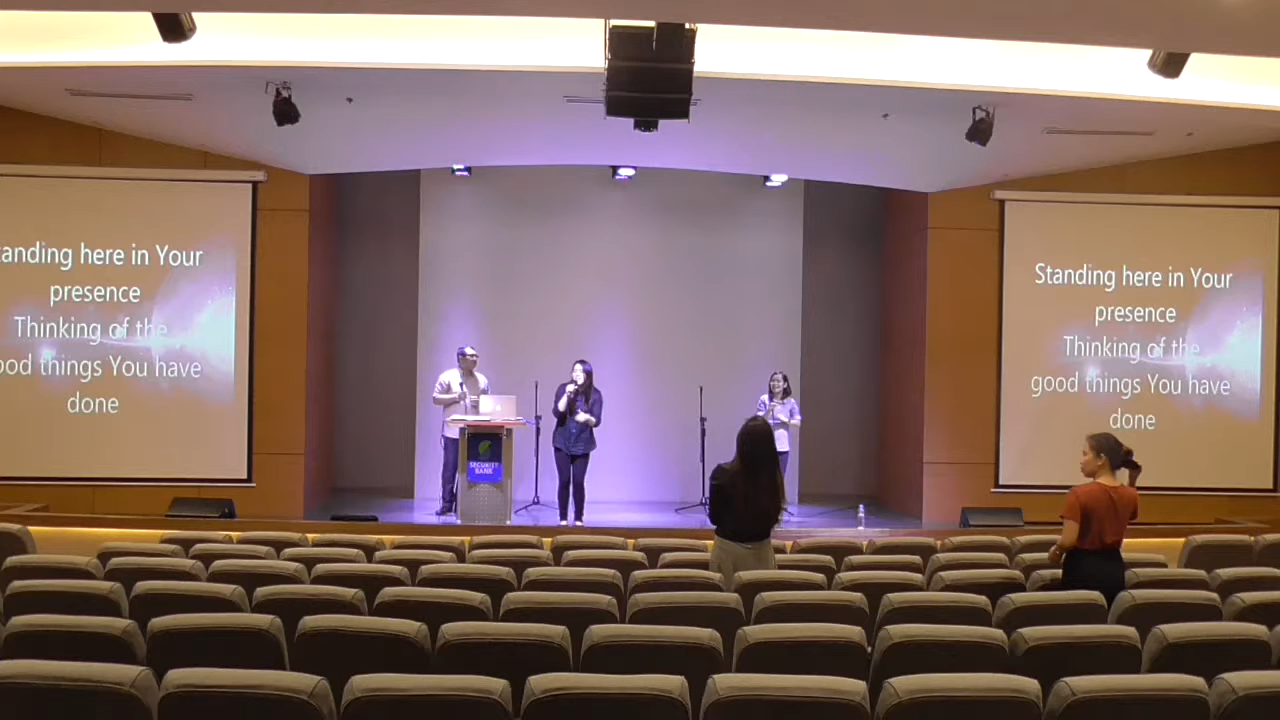 tanding here in Your
presence
Thinking of the
ood things You have
done
SECURITY
BANK
Standing here in Your
presence
Thinking of the
good things You have
done